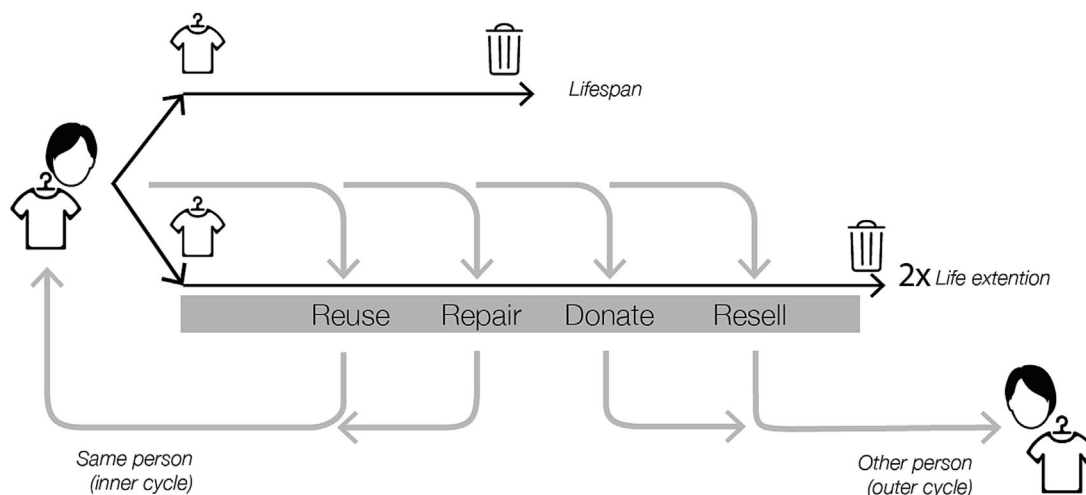 Lifespan
2x Life extention
Reuse Repair Donate Resell
Same person
(inner cycle)
Other person
(outer cycle)